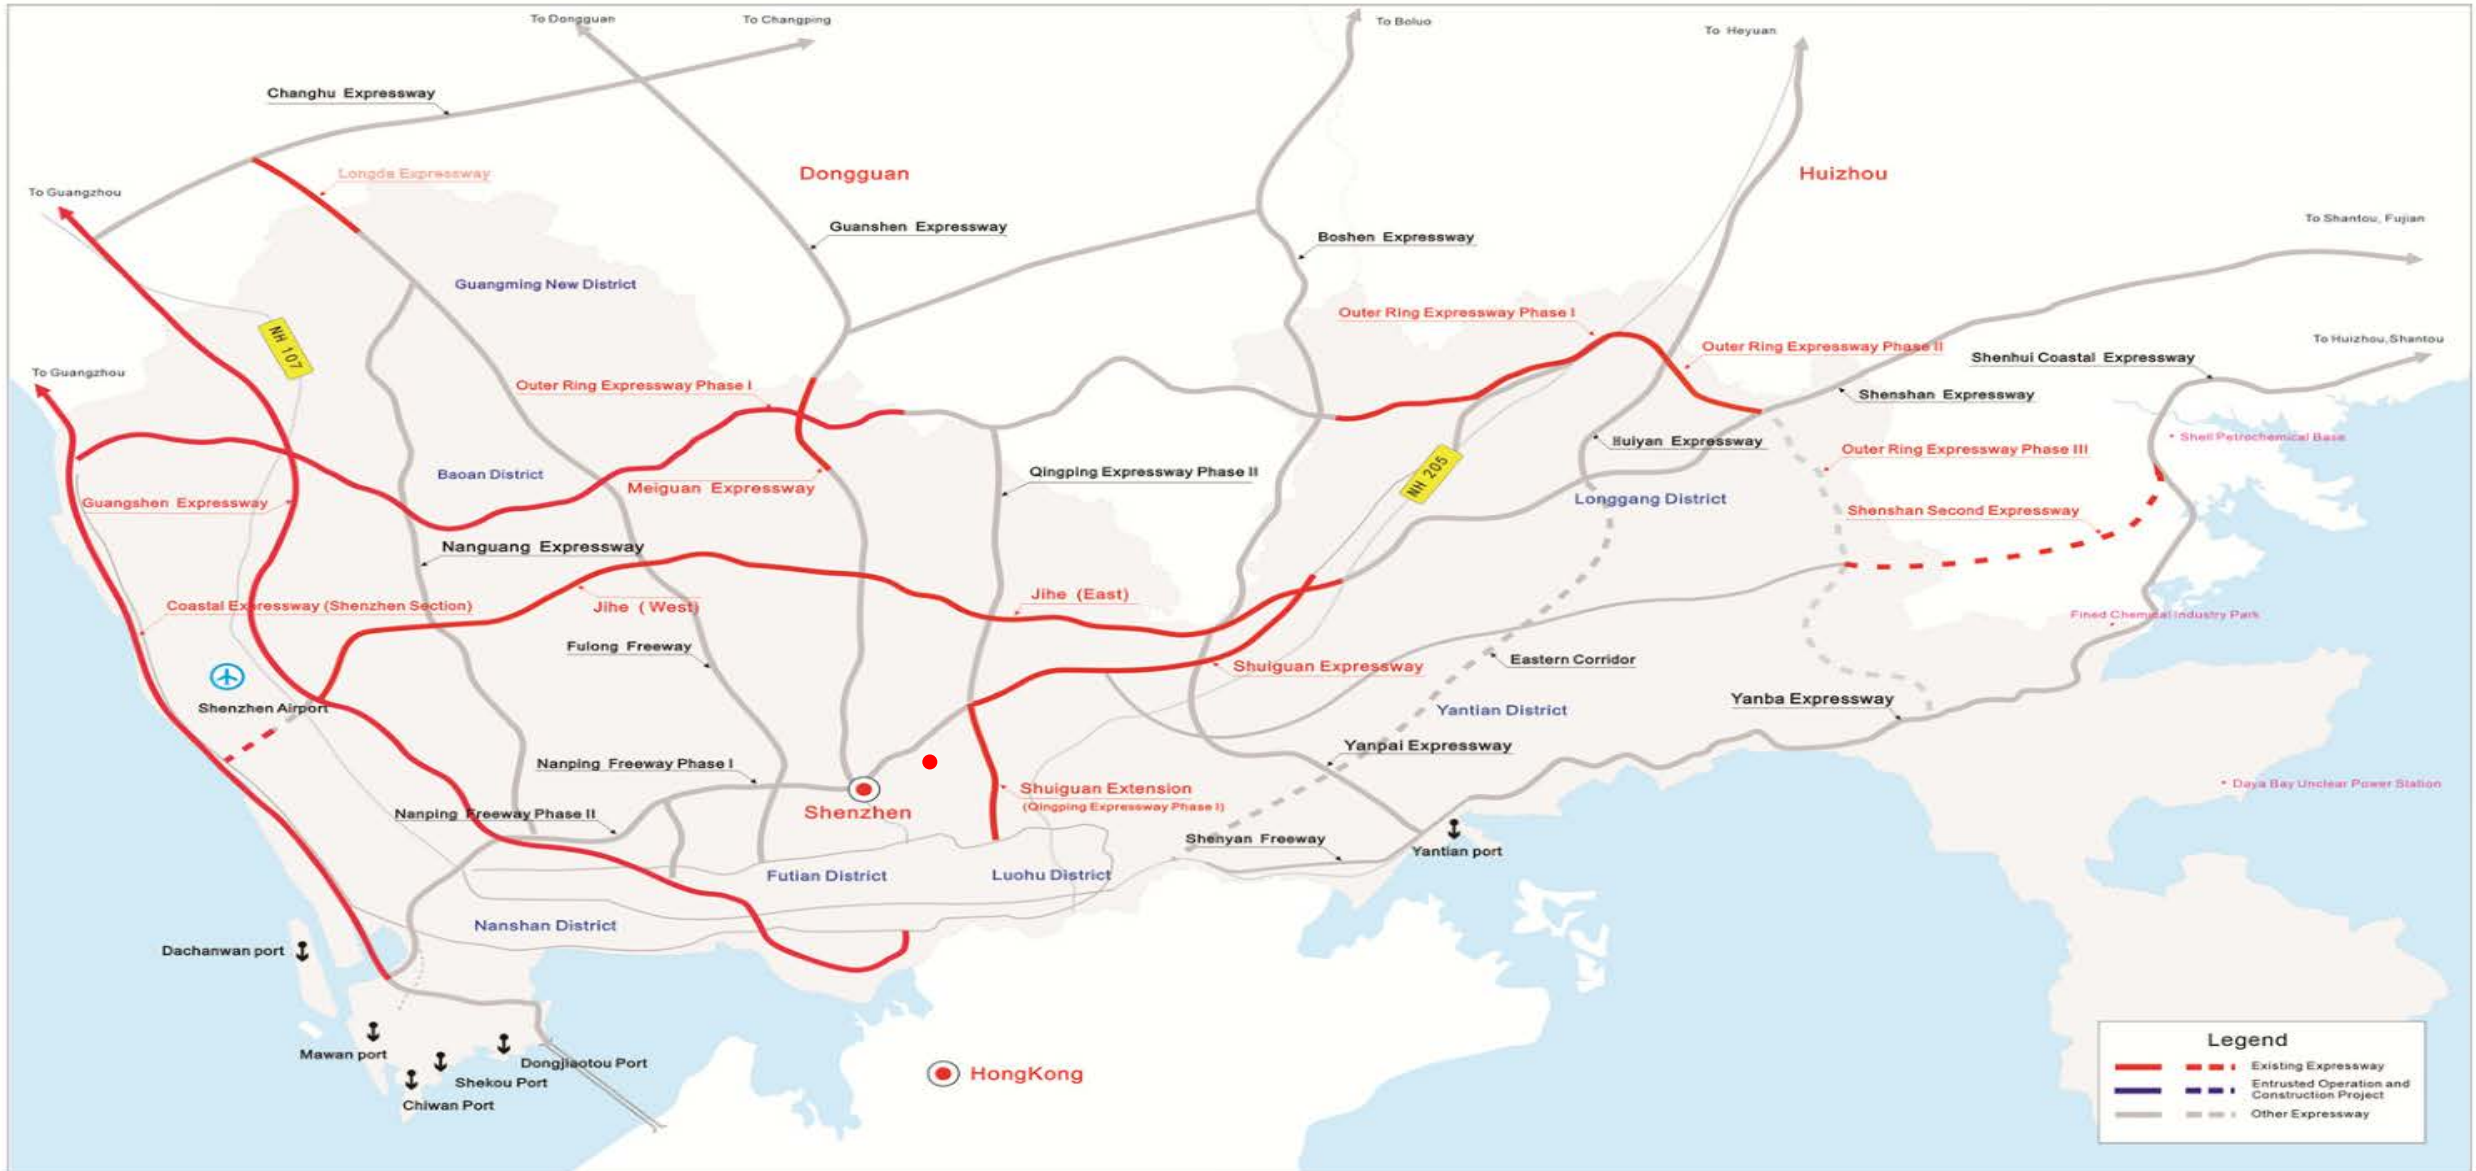 To Dongguan
To Changping
To Boluo
To Heyuan
Changhu Expressway
Longda Expressway
Dongguan
Huizhou
To Guangzhou
Guanshen Expressway
Boshen Expressway
To Shantou, Fujian
Guangming New District
NH 107
Outer Ring Expressway Phase I
Outer Ring Expressway Phase II
To Huizhou,Shantou
Shenhui Coastal Expressway
To Guangzhou
Outer Ring Expressway Phase I
Shenshan Expressway
Shell Petrochemical Base
Huiyan Expressway
Outer Ring Expressway Phase III
Baoan District
Meiguan Expressway
Qingping Expressway Phase II
NH 205
Longgang District
Guangshen Expressway
Shenshan Second Expressway
Nanguang Expressway
Coastal Expressway (Shenzhen Section)
Jihe ( West)
Jihe (East)
Fined Chemical Industry Park
Fulong Freeway
Shuiguan Expressway
Eastern Corridor
Shenzhen Airport
Yantian District
Yanba Expressway
Yanpai Expressway
Nanping Freeway Phase I
Shuiguan Extension
(Qingping Expressway Phase I)
Daya Bay Unclear Power Station
Shenzhen
Nanping Freeway Phase II
Shenyan Freeway
Yantian port
Futian District
Luohu District
Nanshan District
Dachanwan port
Mawan port
Dongjiaotou Port
Shekou Port
Chiwan Port
HongKong
Legend
Existing Expressway
Entrusted Operation and
Construction Project
Other Expressway